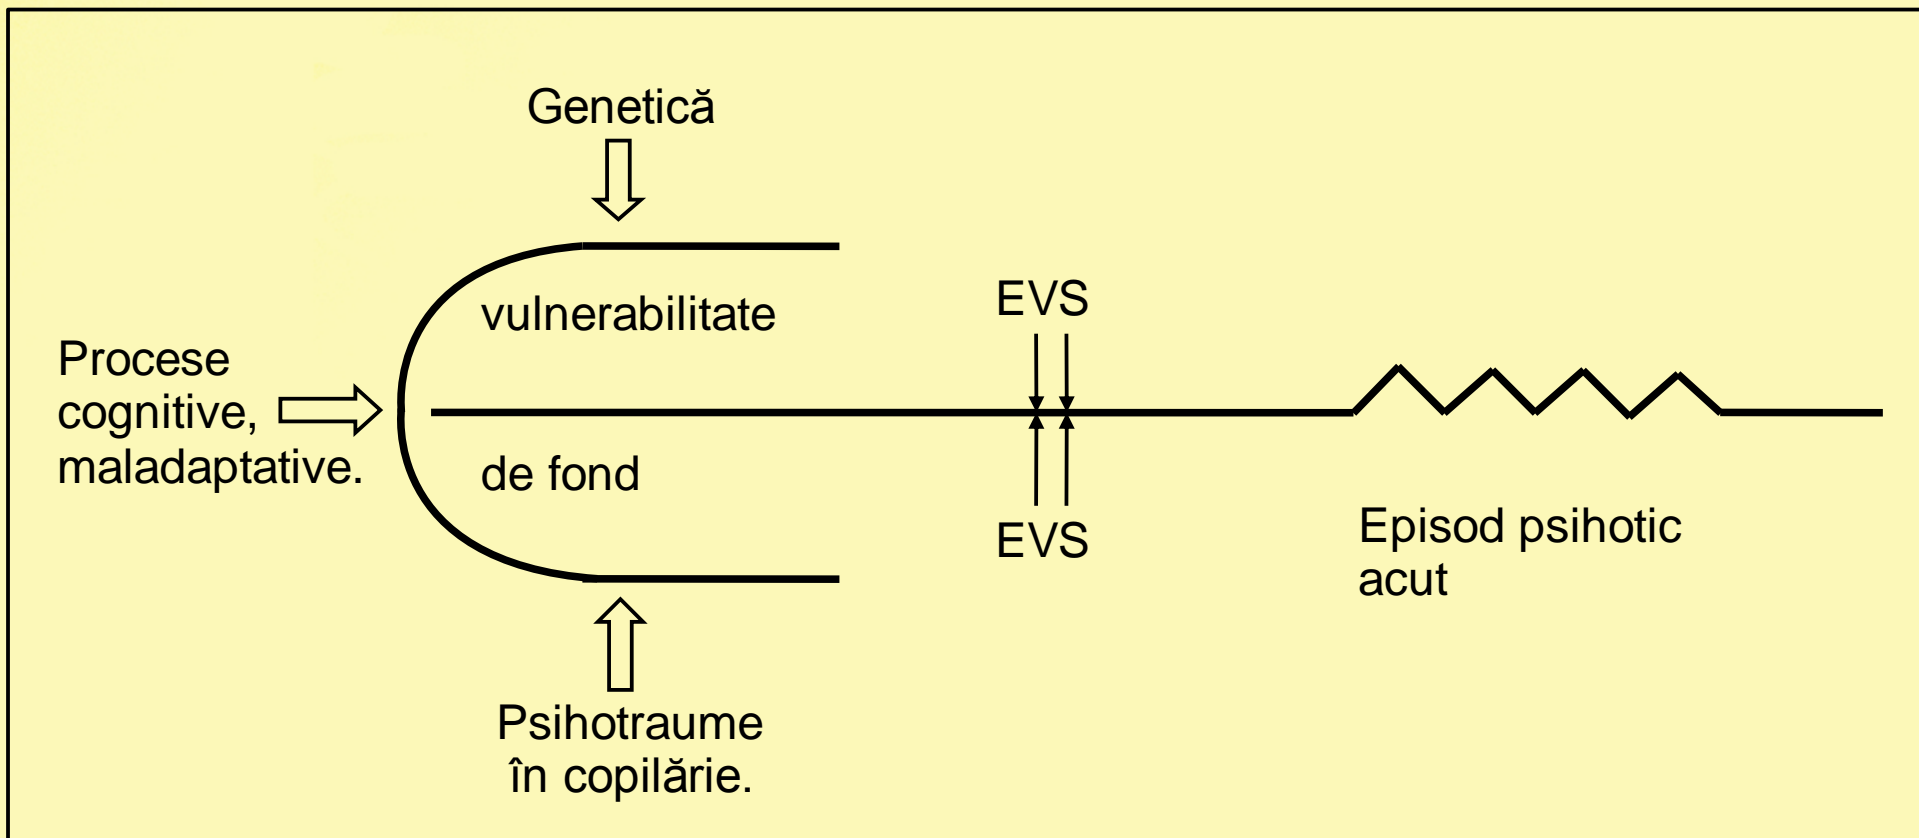 Genetică
vulnerabilitate
EVS
Procese
cognitive,
maladaptative.
de fond
EVS
Episod psihotic
acut
Psihotraume
în copilărie.